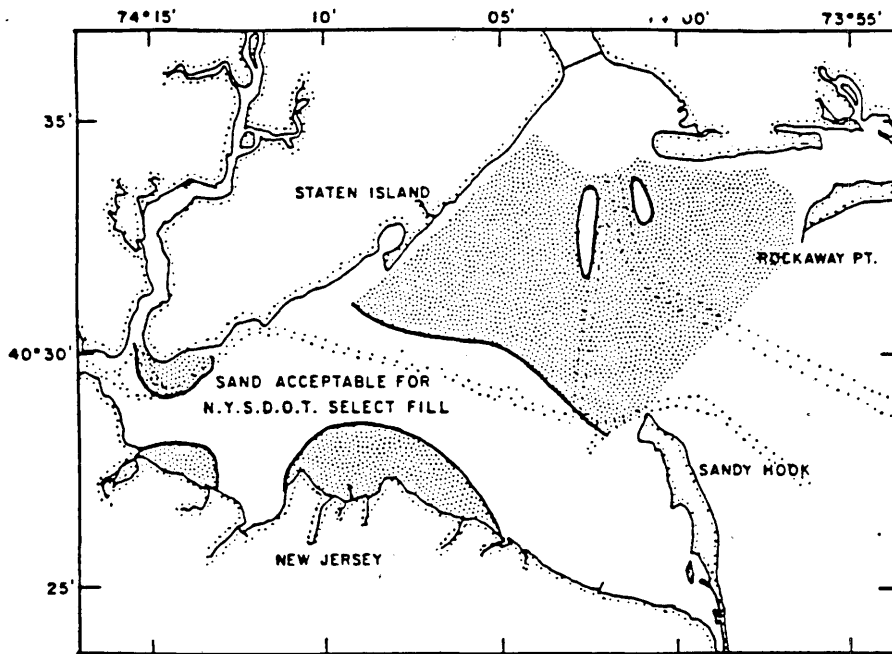 74°15' 10' 05' 73°55'
35'
STATEN ISLAND
ROCKAWAY PT.
40°30'
SAND ACCEPTABLE FOR
N.Y.S.D.O.T. SELECT FILL
SANDY HOOK
NEW JERSEY
25'